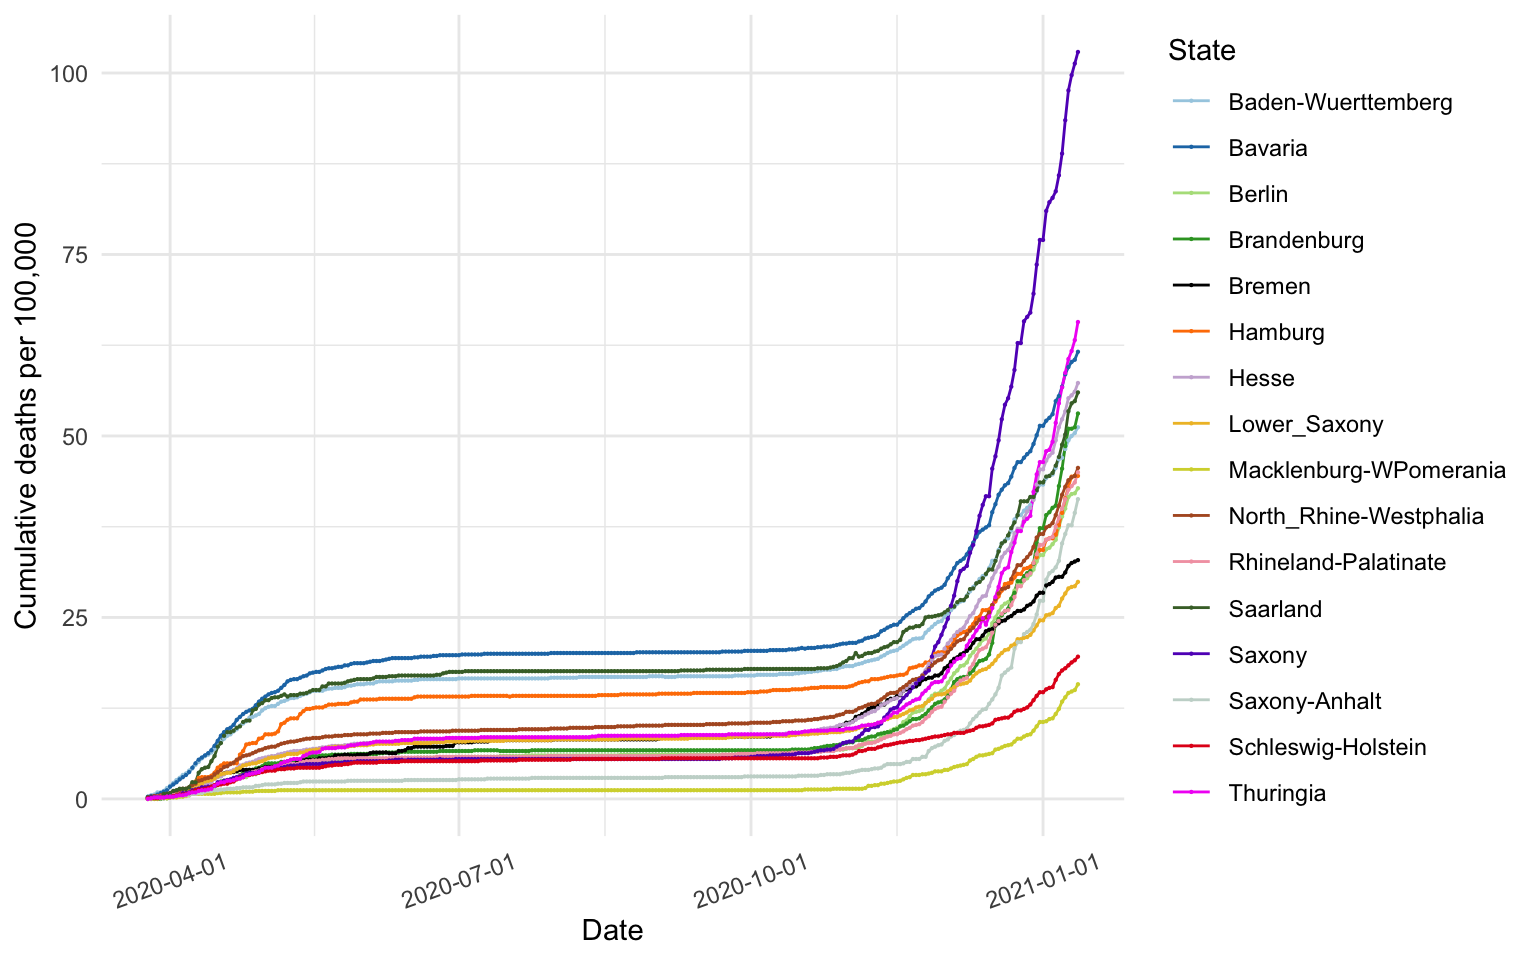 Cumulative deaths per 100,000
100
75
50
25
0
2020-04-01
2020-07-01
2020-10-01
2021-01-01
Date
State
Baden-Wuerttemberg
Bavaria
Berlin
Brandenburg
Bremen
Hamburg
Hesse
Lower_Saxony
Macklenburg-WPomerania
North_Rhine-Westphalia
Rhineland-Palatinate
Saarland
Saxony
Saxony-Anhalt
Schleswig-Holstein
Thuringia